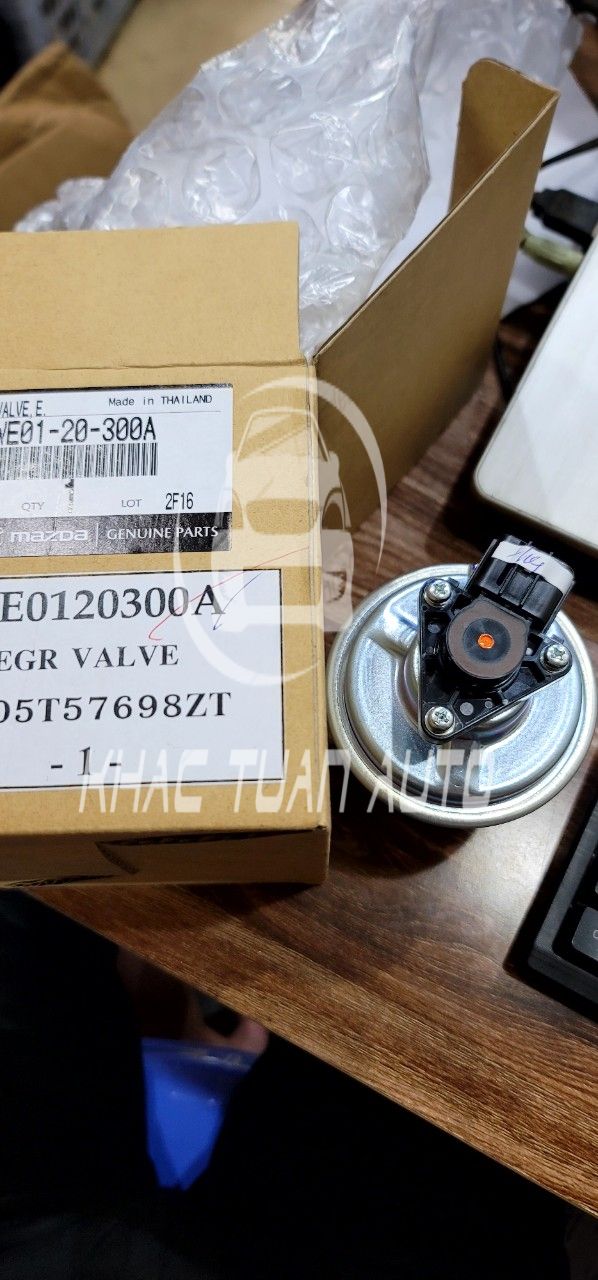 VALVE, E. Made in THAILAND
WE01-20-300A
QTY LOT 2F16
mazda GENUINE PARTS
E0120300A
EGR VALVE
05T57698ZT
- 1 -
KHAC TUAN AUTO